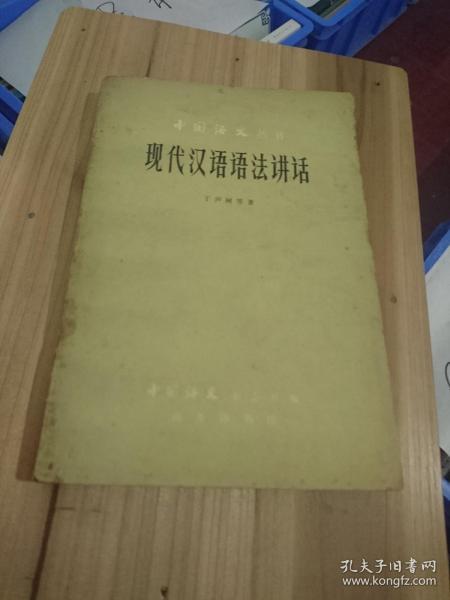 中国语文丛书
现代汉语语法讲话
丁声树等著
中国语文杂志社编
商务印书馆
孔夫子旧书网
www.kongfz.com